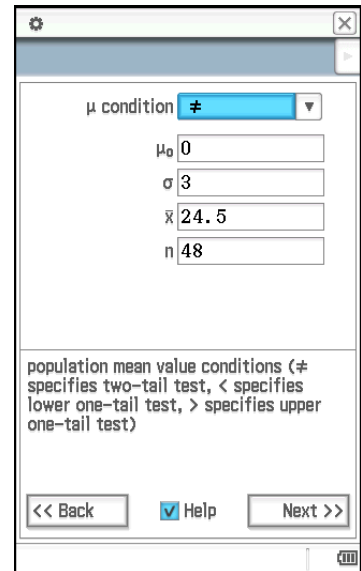 μ condition ≠
μ₀ 0
σ 3
x̄ 24.5
n 48
population mean value conditions (≠
specifies two-tail test, < specifies
lower one-tail test, > specifies upper
one-tail test)
<< Back Help Next >>